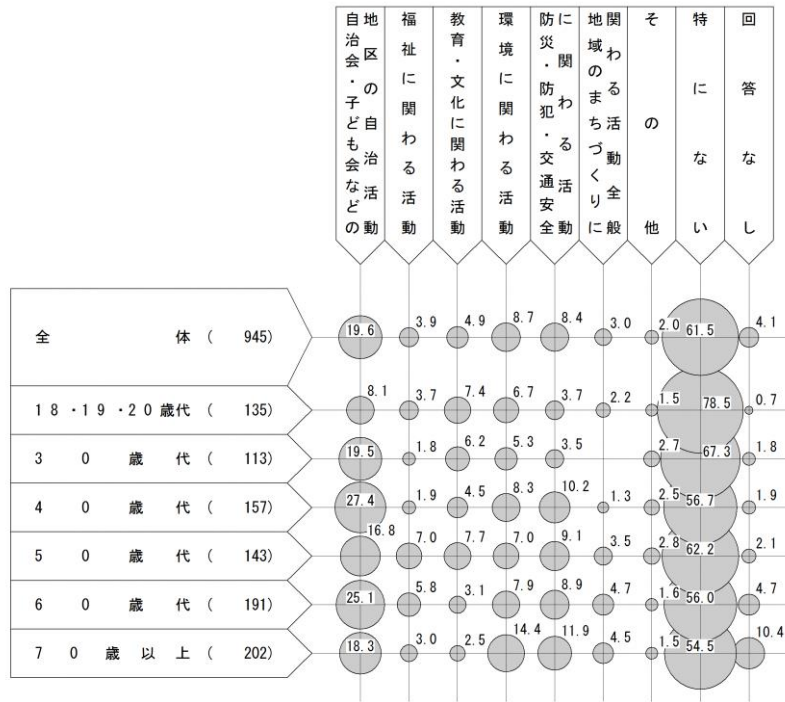 地区の自治活動
自治会・子ども会などの
福祉に関わる活動
教育・文化に関わる活動
環境に関わる活動
に関わる活動
防災・防犯・交通安全
関わる活動全般
地域のまちづくりに
その他
特にない
回答なし
全体（ 945） 19.6 3.9 4.9 8.7 8.4 3.0 2.0 61.5 4.1
18・19・20歳代（ 135） 8.1 3.7 7.4 6.7 3.7 2.2 1.5 78.5 0.7
30歳代（ 113） 19.5 1.8 6.2 5.3 3.5 2.7 67.3 1.8
40歳代（ 157） 27.4 1.9 4.5 8.3 10.2 1.3 2.5 56.7 1.9
50歳代（ 143） 16.8 7.0 7.7 7.0 9.1 3.5 2.8 62.2 2.1
60歳代（ 191） 25.1 5.8 3.1 7.9 8.9 4.7 1.6 56.0 4.7
70歳以上（ 202） 18.3 3.0 2.5 14.4 11.9 4.5 1.5 54.5 10.4